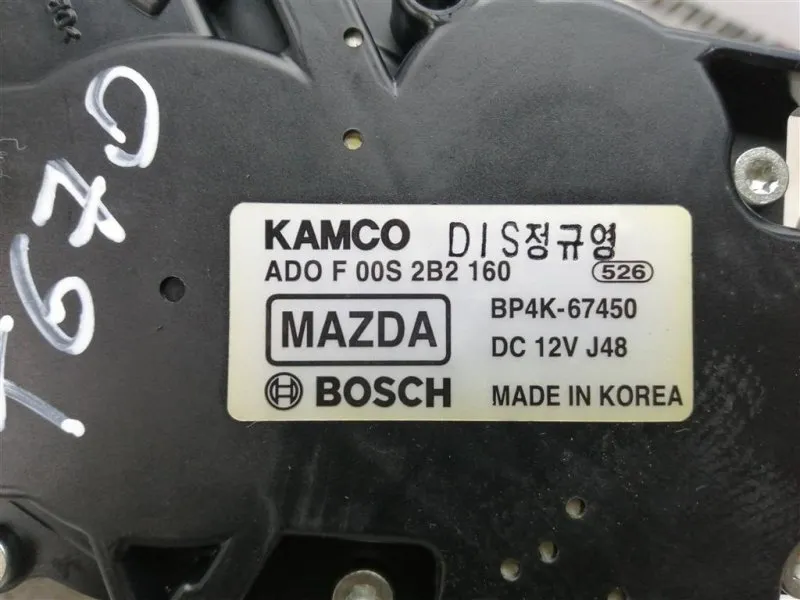 KAMCO DIS정규영
ADO F 00S 2B2 160 526
MAZDA
BP4K-67450
DC 12V J48
BOSCH
MADE IN KOREA